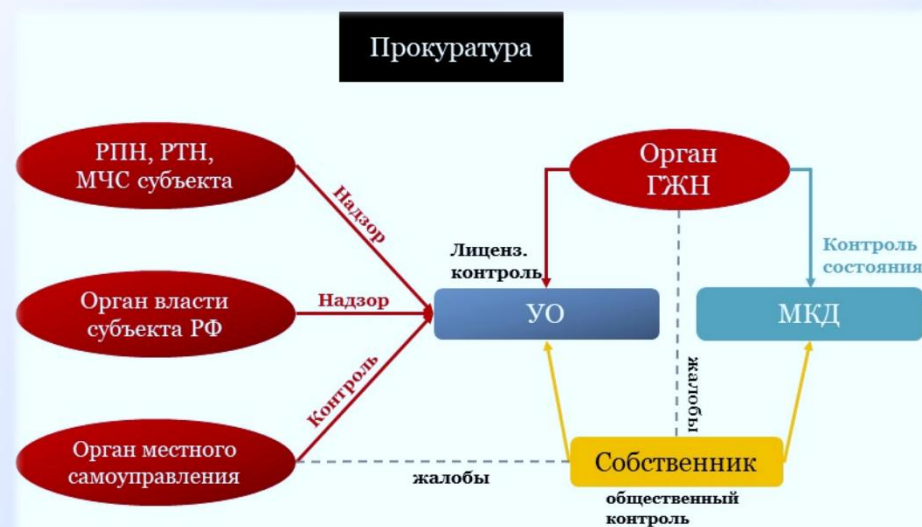 Прокуратура
РПН, РТН,
МЧС субъекта
Орган
ГЖН
Надзор
Лиценз.
контроль
Контроль
состояния
Орган власти
субъекта РФ
Надзор
УО
МКД
Контроль
жалобы
Орган местного
самоуправления
жалобы
Собственник
общественный
контроль